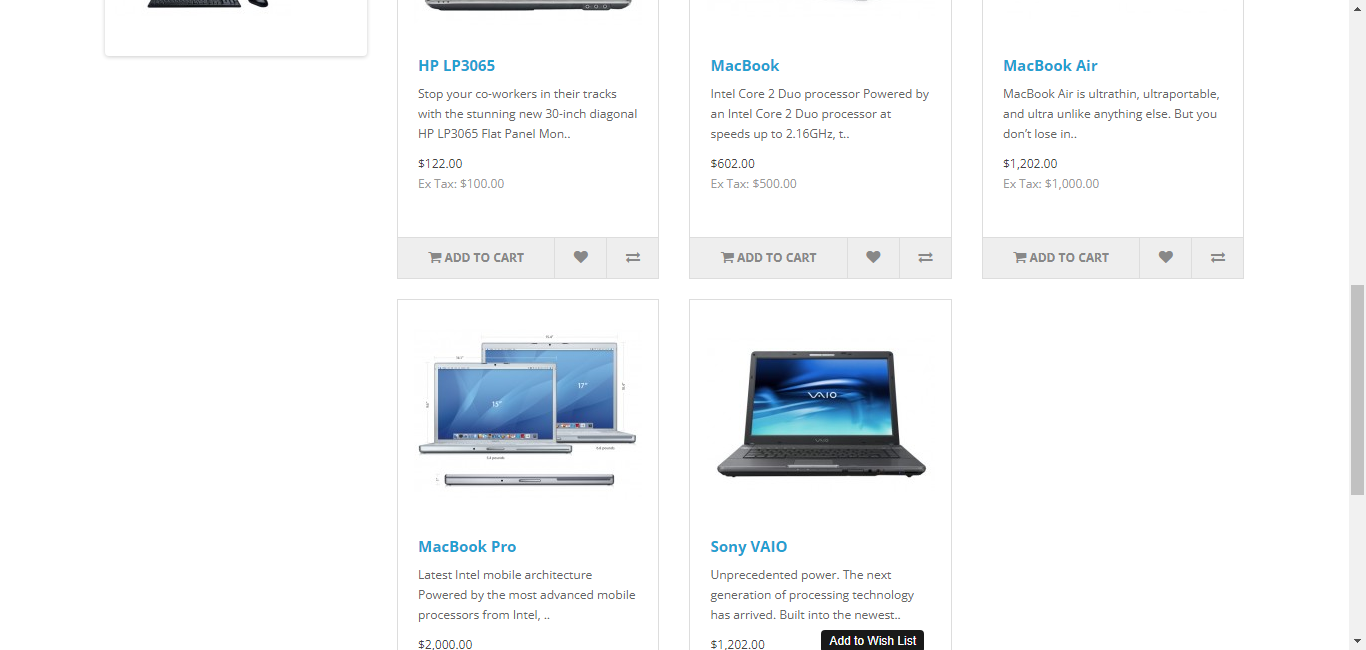 HP LP3065
Stop your co-workers in their tracks
with the stunning new 30-inch diagonal
HP LP3065 Flat Panel Mon..
$122.00
Ex Tax: $100.00
ADD TO CART
MacBook
Intel Core 2 Duo processor Powered by
an Intel Core 2 Duo processor at
speeds up to 2.16GHz, t..
$602.00
Ex Tax: $500.00
ADD TO CART
MacBook Air
MacBook Air is ultrathin, ultraportable,
and ultra unlike anything else. But you
don’t lose in..
$1,202.00
Ex Tax: $1,000.00
ADD TO CART
15"
17"
MacBook Pro
Latest Intel mobile architecture
Powered by the most advanced mobile
processors from Intel, ..
$2,000.00
VAIO
VAIO
Sony VAIO
Unprecedented power. The next
generation of processing technology
has arrived. Built into the newest..
$1,202.00
Add to Wish List